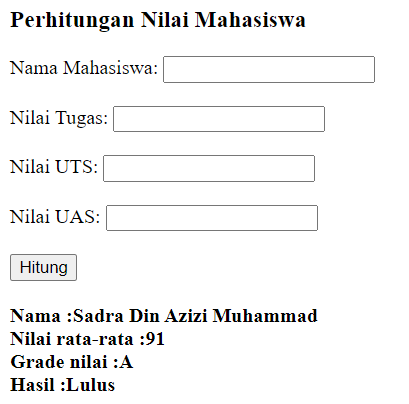 Perhitungan Nilai Mahasiswa
Nama Mahasiswa:
Nilai Tugas:
Nilai UTS:
Nilai UAS:
Hitung
Nama :Sadra Din Azizi Muhammad
Nilai rata-rata :91
Grade nilai :A
Hasil :Lulus